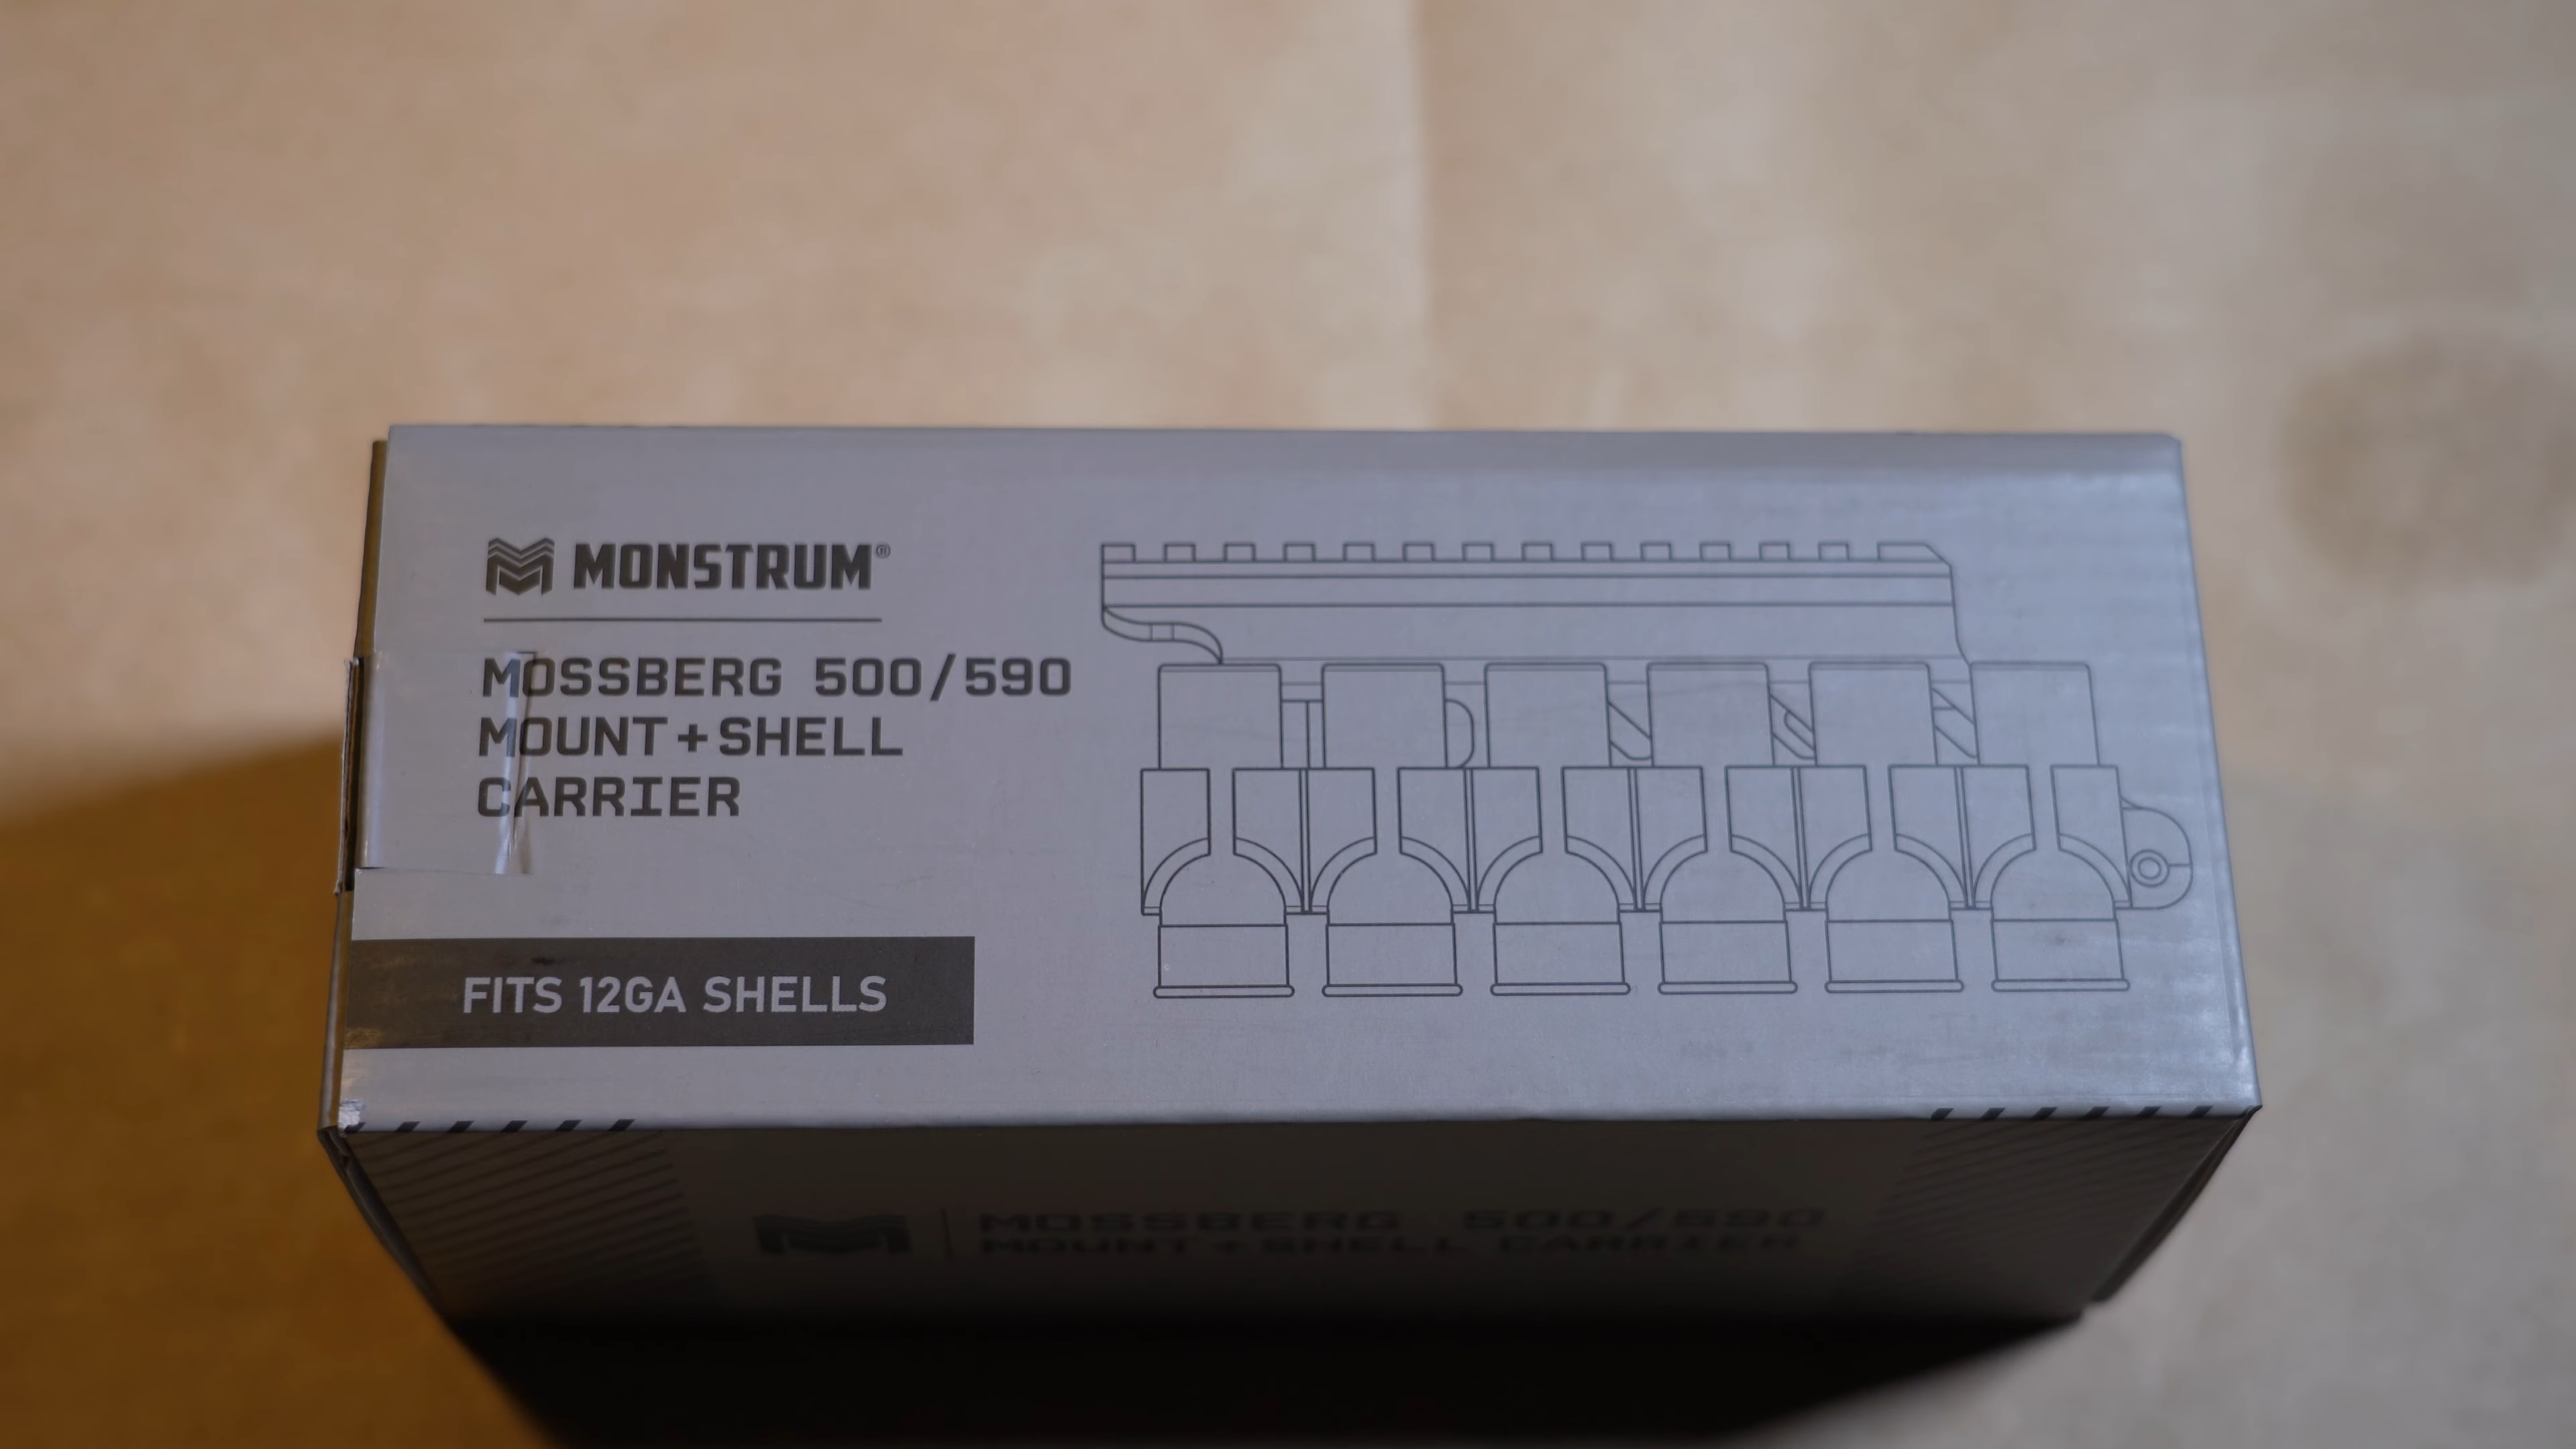 MONSTRUM®
MOSSBERG 500/590
MOUNT+SHELL
CARRIER
FITS 12GA SHELLS
MOSSBERG 500/590
MOUNT+SHELL CARRIER